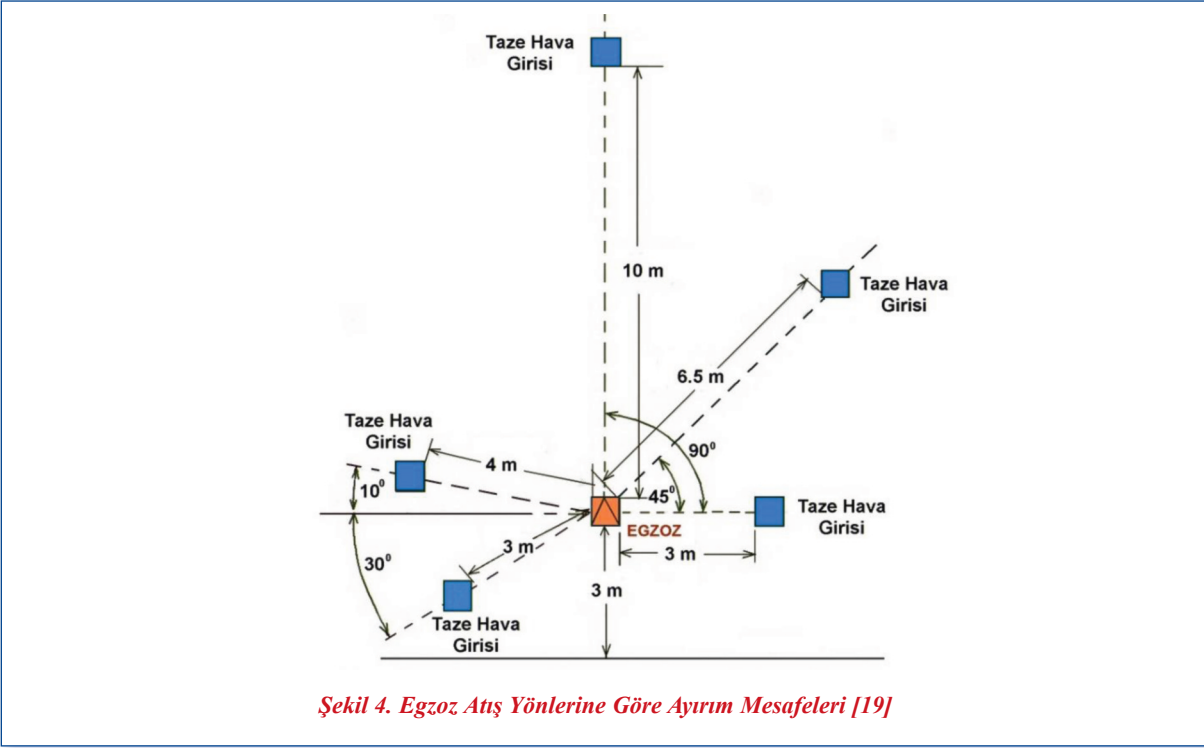 Taze Hava
Girisi
10 m
Taze Hava
Girisi
6.5 m
Taze Hava
Girisi
4 m
90⁰
10⁰
45⁰
Taze Hava
Girisi
EGZOZ
3 m
3 m
30⁰
3 m
Taze Hava
Girisi
Şekil 4. Egzoz Atış Yönlerine Göre Ayırım Mesafeleri [19]